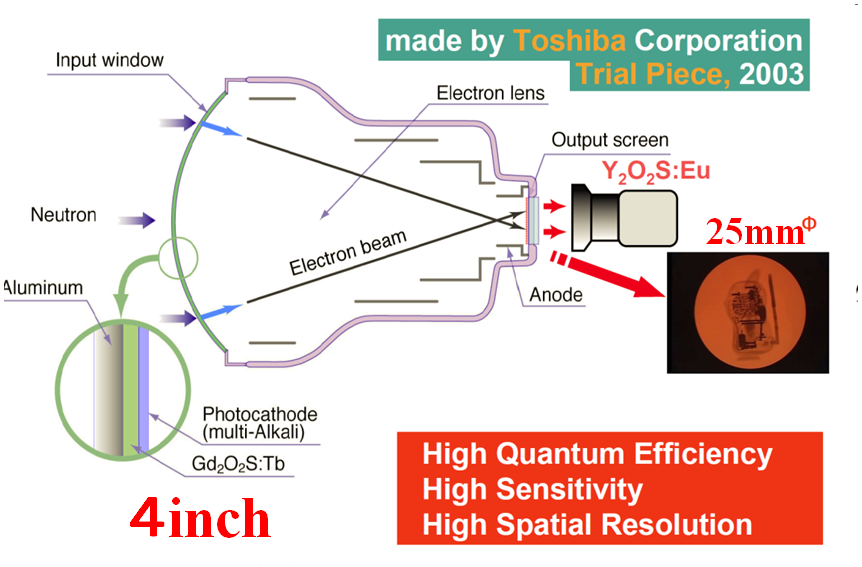 made by Toshiba Corporation
Trial Piece, 2003
Input window
Electron lens
Output screen
Y₂O₂S:Eu
Neutron
25mmΦ
Electron beam
Aluminum
Anode
Photocathode
(multi-Alkali)
Gd₂O₂S:Tb
4inch
High Quantum Efficiency
High Sensitivity
High Spatial Resolution